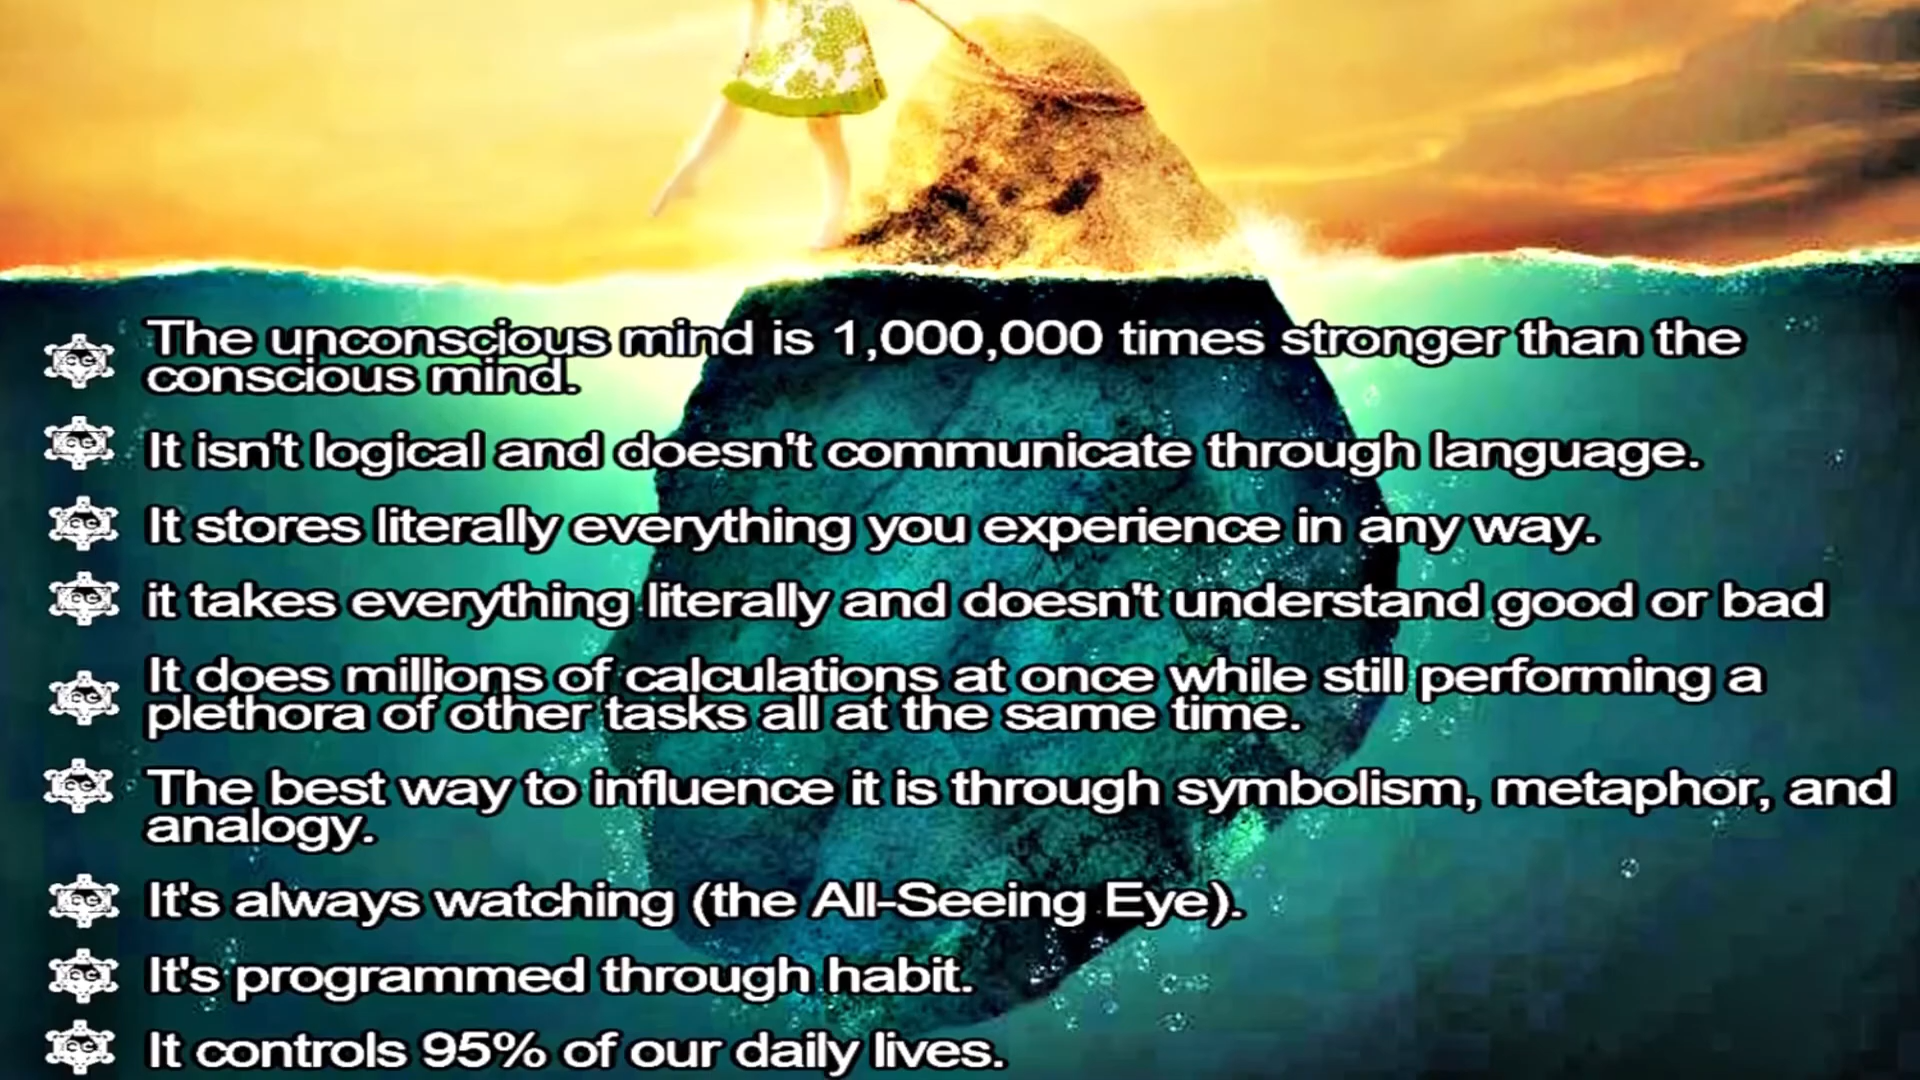 The unconscious mind is 1,000,000 times stronger than the
conscious mind.
It isn't logical and doesn't communicate through language.
It stores literally everything you experience in any way.
it takes everything literally and doesn't understand good or bad
It does millions of calculations at once while still performing a
plethora of other tasks all at the same time.
The best way to influence it is through symbolism, metaphor, and
analogy.
It's always watching (the All-Seeing Eye).
It's programmed through habit.
It controls 95% of our daily lives.